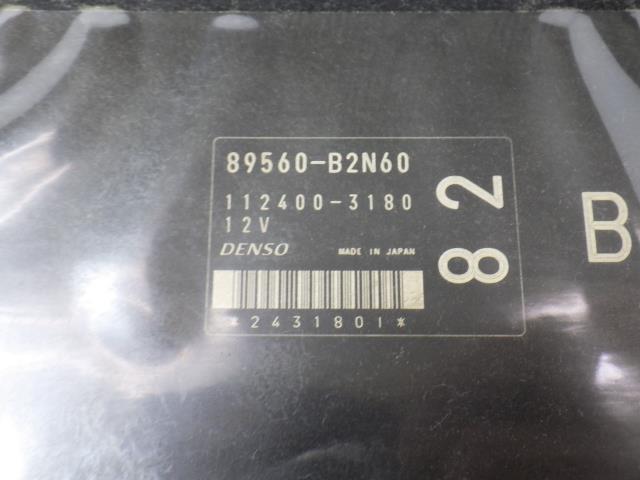 89560-B2N60
112400-3180
12V
DENSO MADE IN JAPAN
*2431801*
82
B